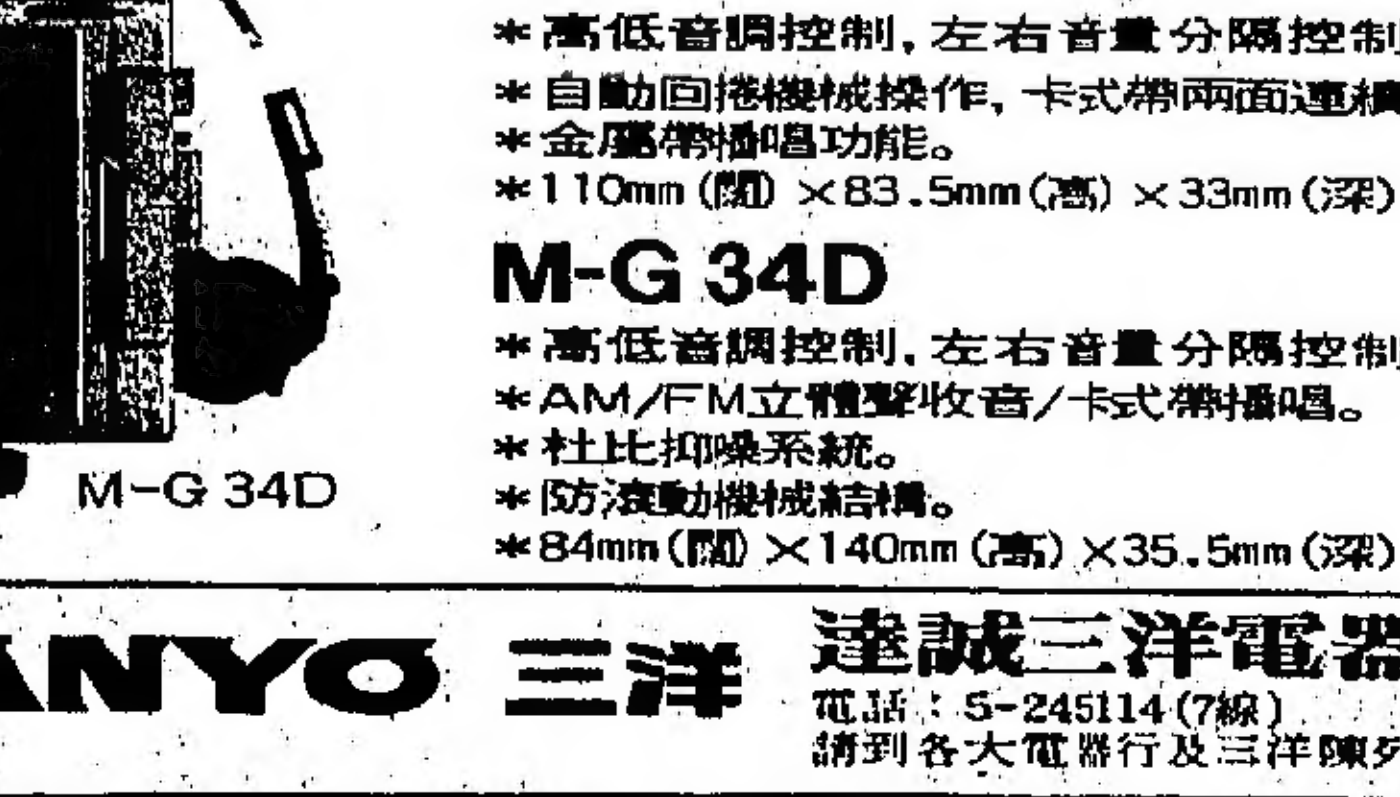 *高低音調控制,左右音量分隔控制
*自動回捲機械操作,卡式帶兩面連續
*金屬帶播唱功能。
*110mm(闊)×83.5mm(高)×33mm(深)
M-G 34D
*高低音調控制,左右音量分隔控制
*AM/FM立體聲收音/卡式帶播唱。
*杜比抑噪系統。
*防滾動機械結構。
*84mm(闊)×140mm(高)×35.5mm(深)
M-G 34D
ANYO 三洋
達誠三洋電器
電話:5-245114(7線)
請到各大電器行及三洋陳列